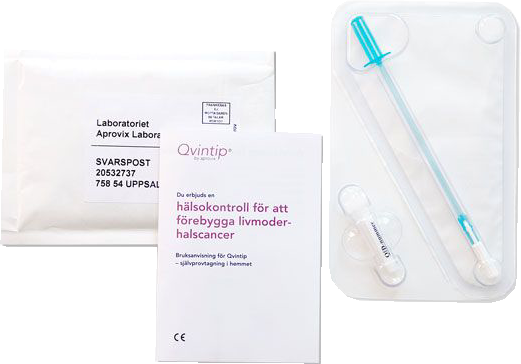 Laboratoriet
Aprovix Labora
SVARSPOST
20532737
758 54 UPPSAL
Qvintip®
by aprovix
Du erbjuds en
hälsokontroll för att
förebygga livmoder-
halscancer
Bruksanvisning för Qvintip
– självprovtagning i hemmet
CE